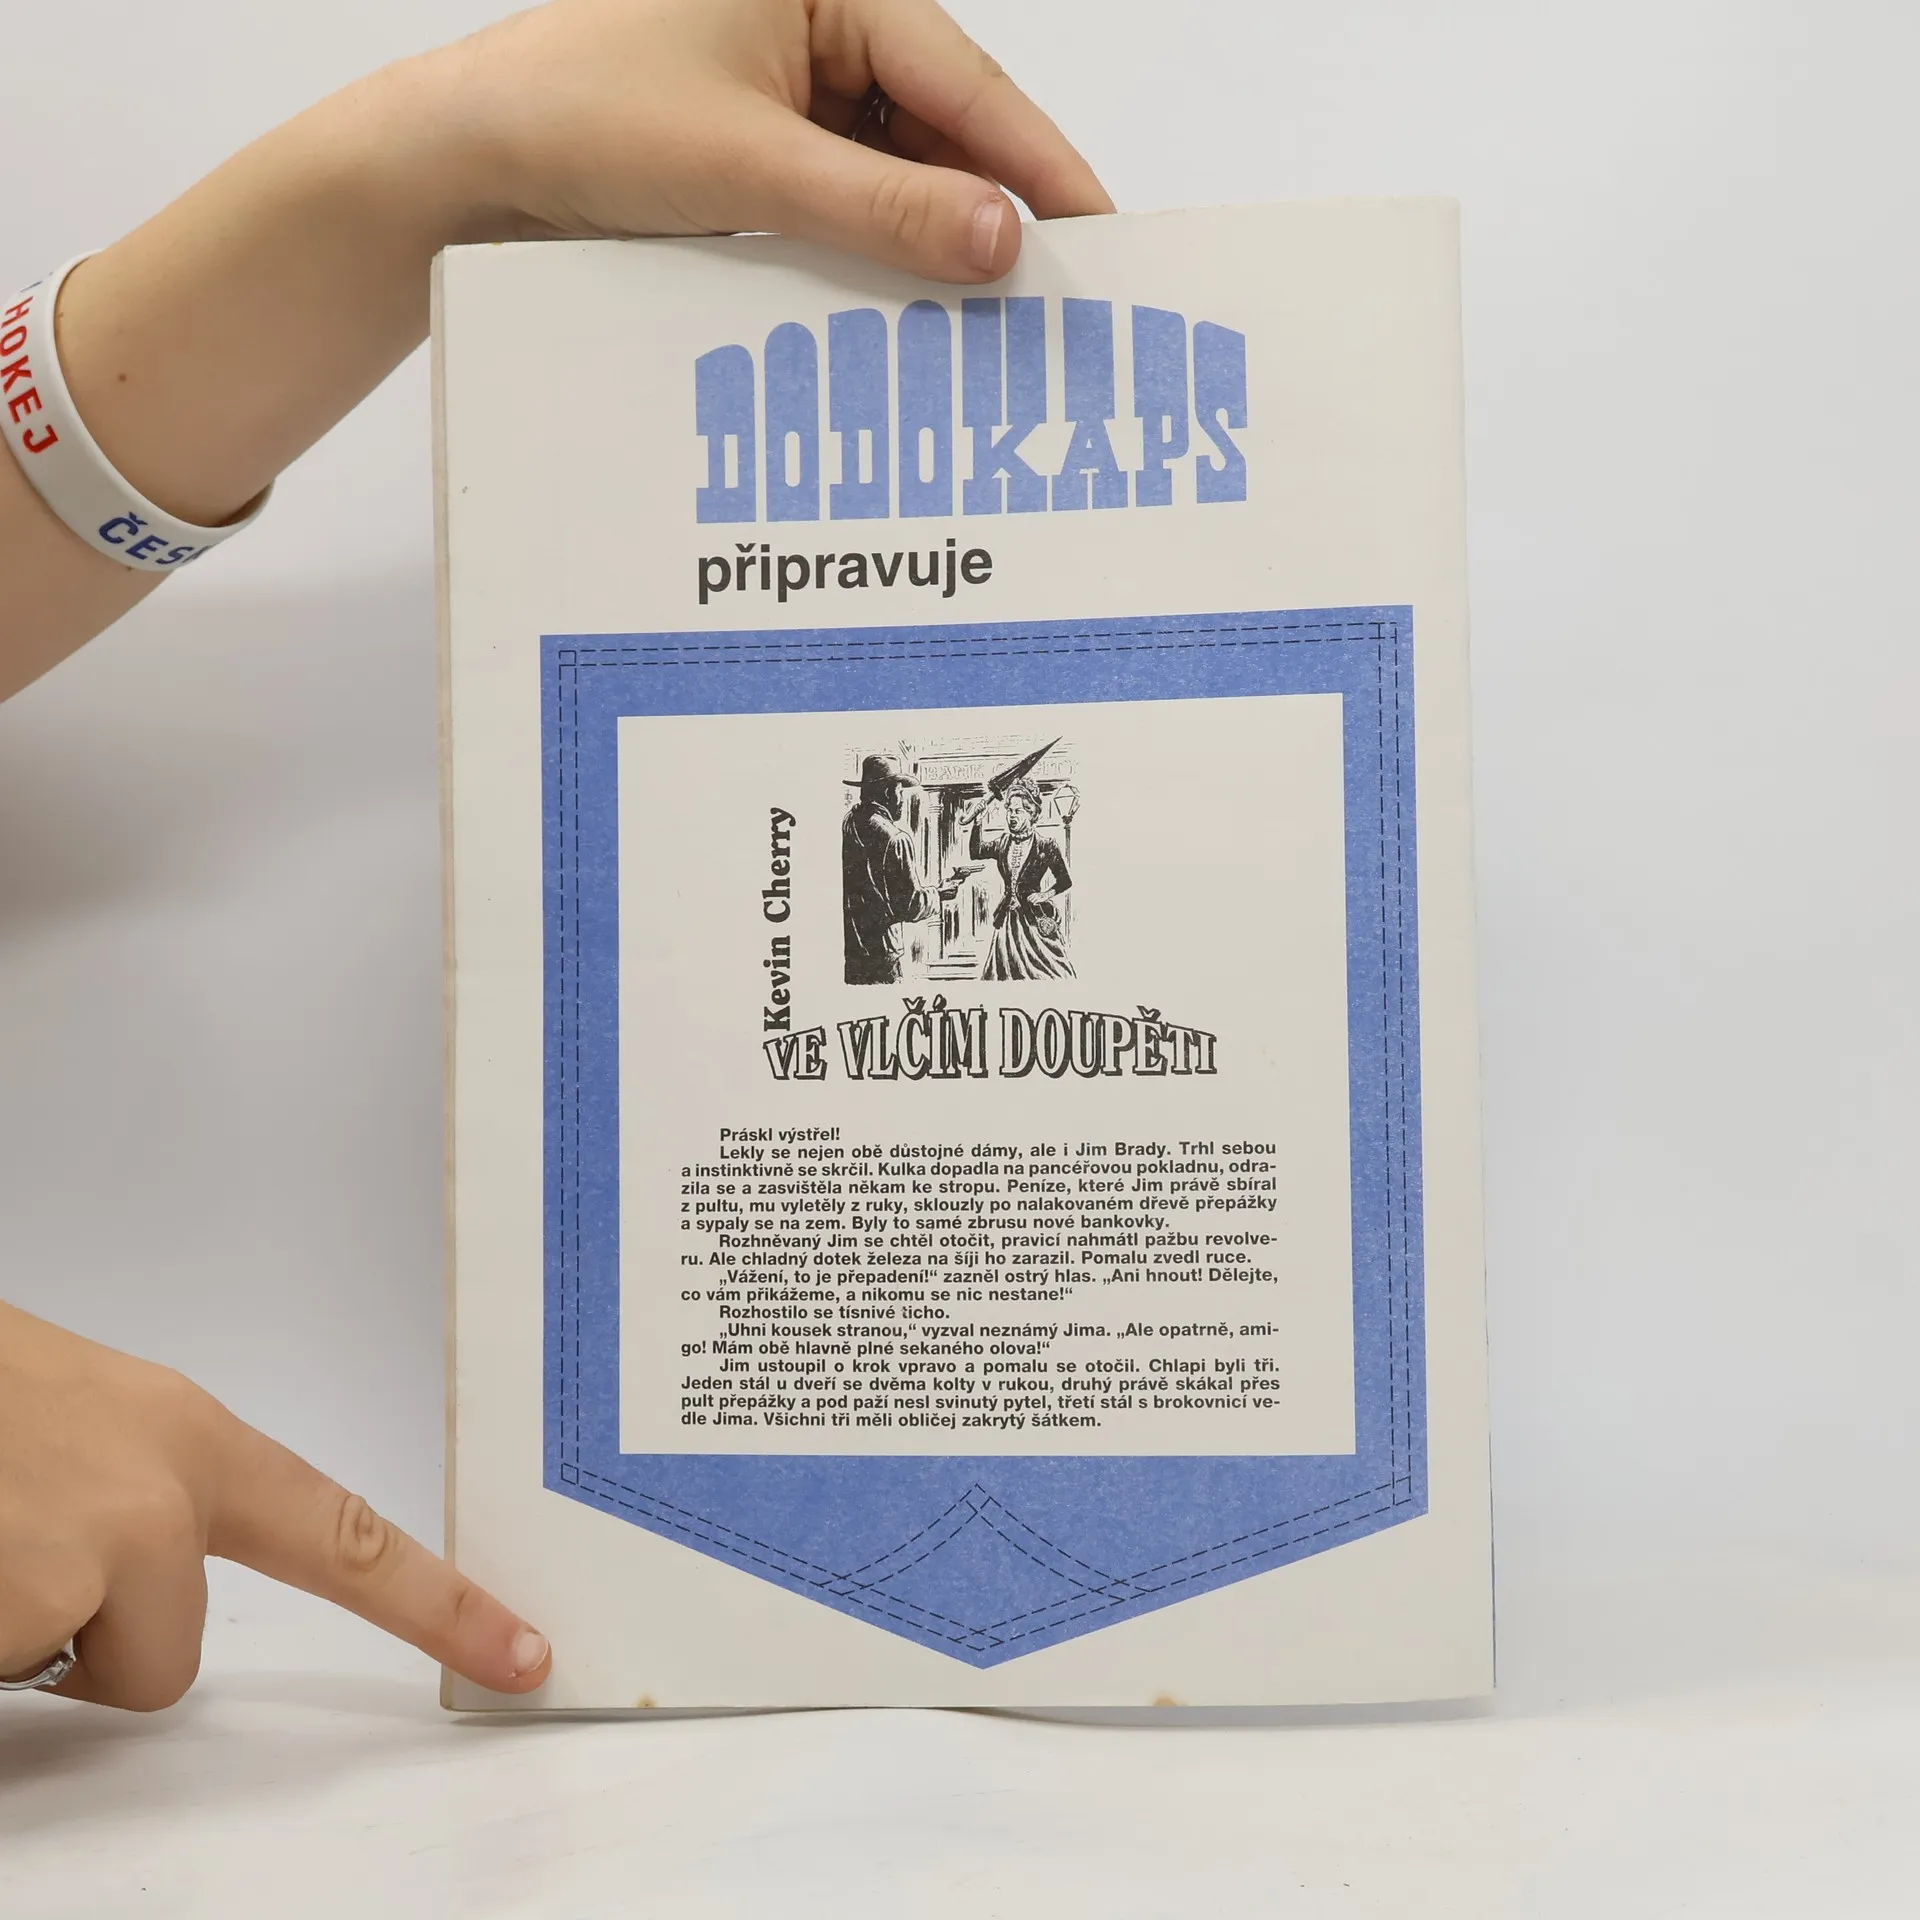 HOKEJ
ČESK
DODOKAPS
připravuje
BANK CITY
Kevin Cherry
VE VLČÍM DOUPĚTI
Práskl výstřel!
Lekly se nejen obě důstojné dámy, ale i Jim Brady. Trhl sebou
a instinktivně se skrčil. Kulka dopadla na pancéřovou pokladnu, odra-
zila se a zasvištěla někam ke stropu. Peníze, které Jim právě sbíral
z pultu, mu vyletěly z ruky, sklouzly po nalakovaném dřevě přepážky
a sypaly se na zem. Byly to samé zbrusu nové bankovky.
Rozhněvaný Jim se chtěl otočit, pravicí nahmátl pažbu revolve-
ru. Ale chladný dotek železa na šíji ho zarazil. Pomalu zvedl ruce.
„Vážení, to je přepadení!“ zazněl ostrý hlas. „Ani hnout! Dělejte,
co vám přikážeme, a nikomu se nic nestane!“
Rozhostilo se tísnivé ticho.
„Uhni kousek stranou,“ vyzval neznámý Jima. „Ale opatrně, ami-
go! Mám obě hlavně plné sekaného olova!“
Jim ustoupil o krok vpravo a pomalu se otočil. Chlapi byli tři.
Jeden stál u dveří se dvěma kolty v rukou, druhý právě skákal přes
pult přepážky a pod paží nesl svinutý pytel, třetí stál s brokovnicí ve-
dle Jima. Všichni tři měli obličej zakrytý šátkem.